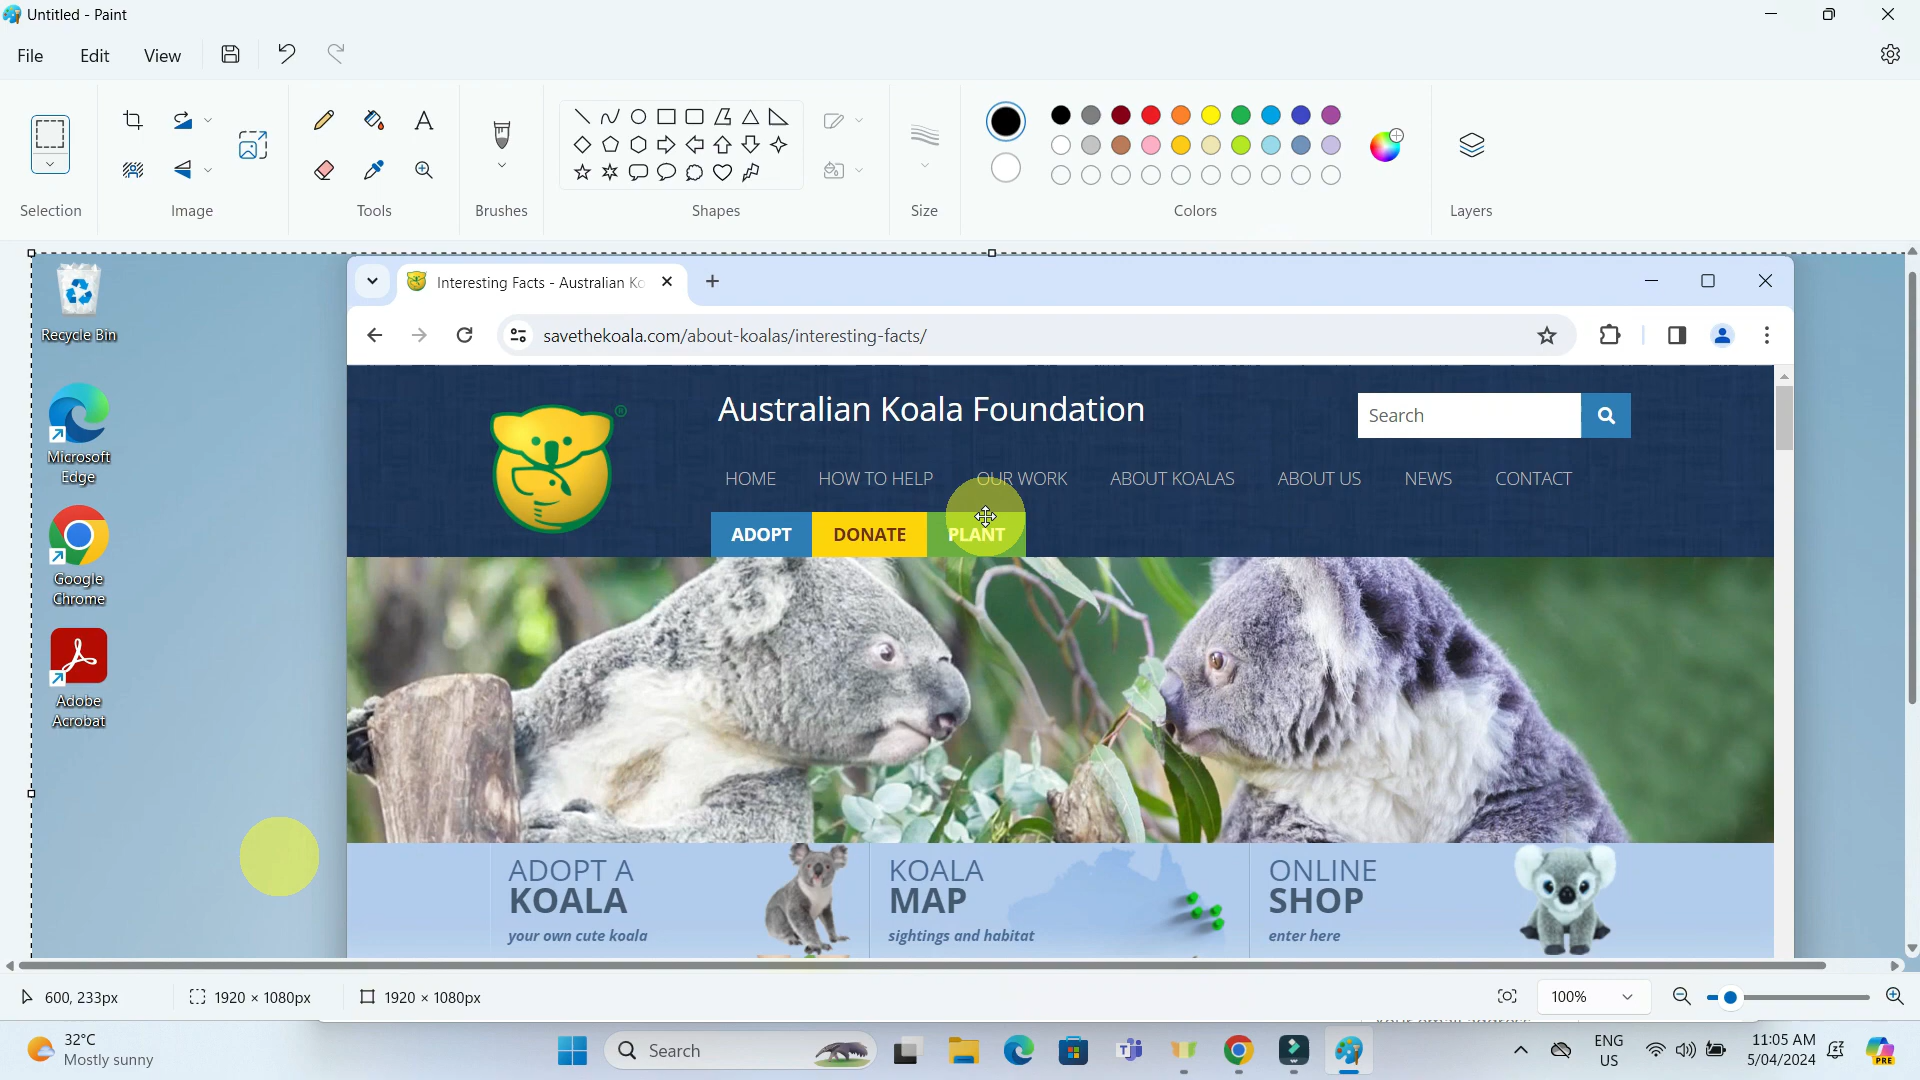 Untitled - Paint
File Edit View
Selection Image Tools Brushes Shapes Size Colors Layers
Recycle Bin
Microsoft
Edge
Google
Chrome
Adobe
Acrobat
Interesting Facts - Australian Ko
savethekoala.com/about-koalas/interesting-facts/
Australian Koala Foundation
Search
HOME HOW TO HELP OUR WORK ABOUT KOALAS ABOUT US NEWS CONTACT
ADOPT DONATE PLANT
ADOPT A
KOALA
your own cute koala
KOALA
MAP
sightings and habitat
ONLINE
SHOP
enter here
600, 233px 1920 × 1080px 1920 × 1080px 100%
32°C
Mostly sunny
Search
ENG
US
11:05 AM
5/04/2024
PRE